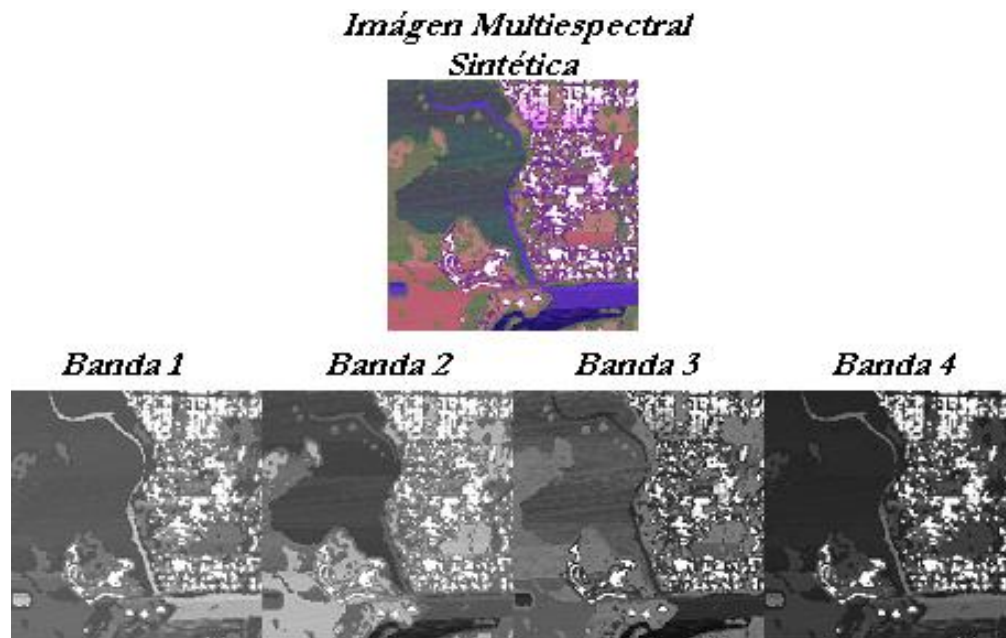 Imágen Multiespectral
Sintética
Banda 1
Banda 2
Banda 3
Banda 4